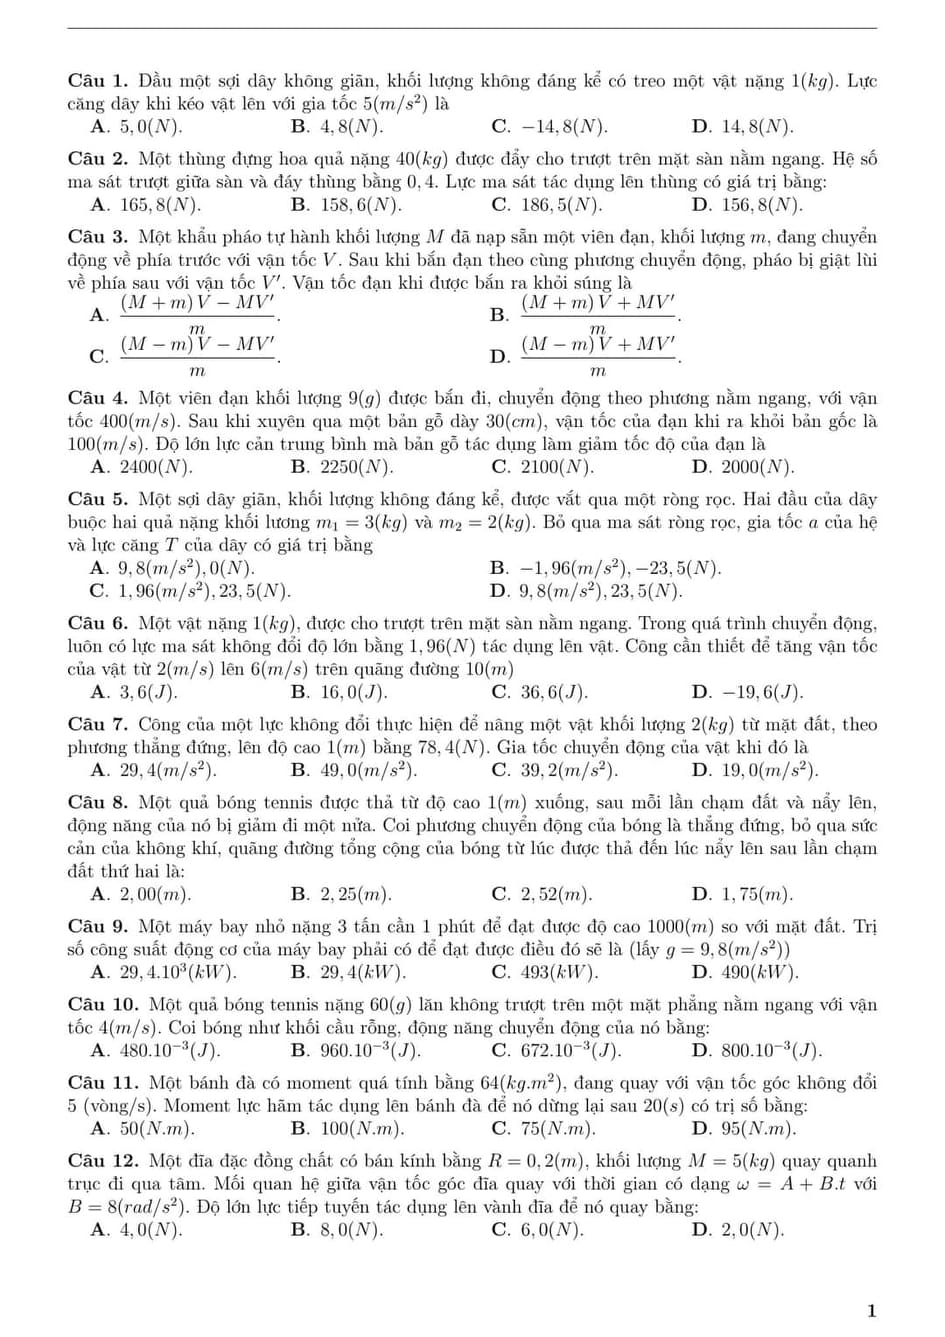 Câu 1. Dầu một sợi dây không giãn, khối lượng không đáng kể có treo một vật nặng 1(kg). Lực
căng dây khi kéo vật lên với gia tốc 5(m/s²) là
A. 5,0(N). B. 4,8(N). C. −14,8(N). D. 14,8(N).
Câu 2. Một thùng đựng hoa quả nặng 40(kg) được đẩy cho trượt trên mặt sàn nằm ngang. Hệ số
ma sát trượt giữa sàn và đáy thùng bằng 0,4. Lực ma sát tác dụng lên thùng có giá trị bằng:
A. 165,8(N). B. 158,6(N). C. 186,5(N). D. 156,8(N).
Câu 3. Một khẩu pháo tự hành khối lượng M đã nạp sẵn một viên đạn, khối lượng m, đang chuyển
động về phía trước với vận tốc V. Sau khi bắn đạn theo cùng phương chuyển động, pháo bị giật lùi
về phía sau với vận tốc V′. Vận tốc đạn khi được bắn ra khỏi súng là
A. \frac{(M + m) V − MV′}{m}. B. \frac{(M + m) V + MV′}{m}.
C. \frac{(M − m) V − MV′}{m}. D. \frac{(M − m) V + MV′}{m}.
Câu 4. Một viên đạn khối lượng 9(g) được bắn đi, chuyển động theo phương nằm ngang, với vận
tốc 400(m/s). Sau khi xuyên qua một bản gỗ dày 30(cm), vận tốc của đạn khi ra khỏi bản gốc là
100(m/s). Dộ lớn lực cản trung bình mà bản gỗ tác dụng làm giảm tốc độ của đạn là
A. 2400(N). B. 2250(N). C. 2100(N). D. 2000(N).
Câu 5. Một sợi dây giãn, khối lượng không đáng kể, được vắt qua một ròng rọc. Hai đầu của dây
buộc hai quả nặng khối lương m₁ = 3(kg) và m₂ = 2(kg). Bỏ qua ma sát ròng rọc, gia tốc a của hệ
và lực căng T của dây có giá trị bằng
A. 9,8(m/s²),0(N). B. −1,96(m/s²),−23,5(N).
C. 1,96(m/s²),23,5(N). D. 9,8(m/s²),23,5(N).
Câu 6. Một vật nặng 1(kg), được cho trượt trên mặt sàn nằm ngang. Trong quá trình chuyển động,
luôn có lực ma sát không đổi độ lớn bằng 1,96(N) tác dụng lên vật. Công cần thiết để tăng vận tốc
của vật từ 2(m/s) lên 6(m/s) trên quãng đường 10(m)
A. 3,6(J). B. 16,0(J). C. 36,6(J). D. −19,6(J).
Câu 7. Công của một lực không đổi thực hiện để nâng một vật khối lượng 2(kg) từ mặt đất, theo
phương thẳng đứng, lên độ cao 1(m) bằng 78,4(N). Gia tốc chuyển động của vật khi đó là
A. 29,4(m/s²). B. 49,0(m/s²). C. 39,2(m/s²). D. 19,0(m/s²).
Câu 8. Một quả bóng tennis được thả từ độ cao 1(m) xuống, sau mỗi lần chạm đất và nẩy lên,
động năng của nó bị giảm đi một nửa. Coi phương chuyển động của bóng là thẳng đứng, bỏ qua sức
cản của không khí, quãng đường tổng cộng của bóng từ lúc được thả đến lúc nẩy lên sau lần chạm
đất thứ hai là:
A. 2,00(m). B. 2,25(m). C. 2,52(m). D. 1,75(m).
Câu 9. Một máy bay nhỏ nặng 3 tấn cần 1 phút để đạt được độ cao 1000(m) so với mặt đất. Trị
số công suất động cơ của máy bay phải có để đạt được điều đó sẽ là (lấy g = 9,8(m/s²))
A. 29,4.10³(kW). B. 29,4(kW). C. 493(kW). D. 490(kW).
Câu 10. Một quả bóng tennis nặng 60(g) lăn không trượt trên một mặt phẳng nằm ngang với vận
tốc 4(m/s). Coi bóng như khối cầu rỗng, động năng chuyển động của nó bằng:
A. 480.10⁻³(J). B. 960.10⁻³(J). C. 672.10⁻³(J). D. 800.10⁻³(J).
Câu 11. Một bánh đà có moment quá tính bằng 64(kg.m²), đang quay với vận tốc góc không đổi
5 (vòng/s). Moment lực hãm tác dụng lên bánh đà để nó dừng lại sau 20(s) có trị số bằng:
A. 50(N.m). B. 100(N.m). C. 75(N.m). D. 95(N.m).
Câu 12. Một đĩa đặc đồng chất có bán kính bằng R = 0,2(m), khối lượng M = 5(kg) quay quanh
trục đi qua tâm. Mối quan hệ giữa vận tốc góc đĩa quay với thời gian có dạng ω = A + B.t với
B = 8(rad/s²). Dộ lớn lực tiếp tuyến tác dụng lên vành đĩa để nó quay bằng:
A. 4,0(N). B. 8,0(N). C. 6,0(N). D. 2,0(N).
1